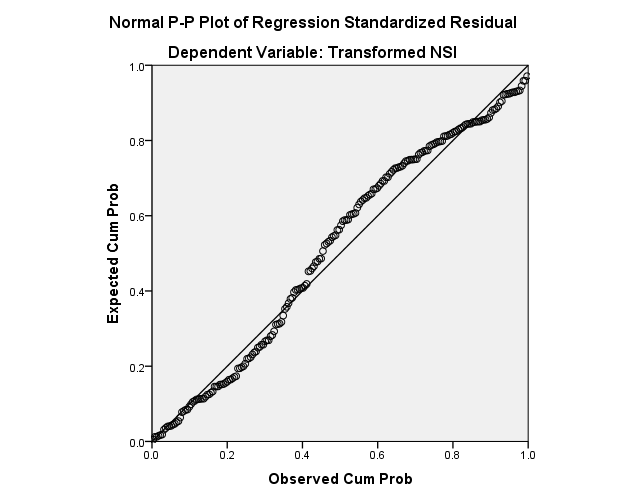 Normal P-P Plot of Regression Standardized Residual
Dependent Variable: Transformed NSI
1.0
0.8
0.6
0.4
0.2
0.0
Expected Cum Prob
0.0 0.2 0.4 0.6 0.8 1.0
Observed Cum Prob